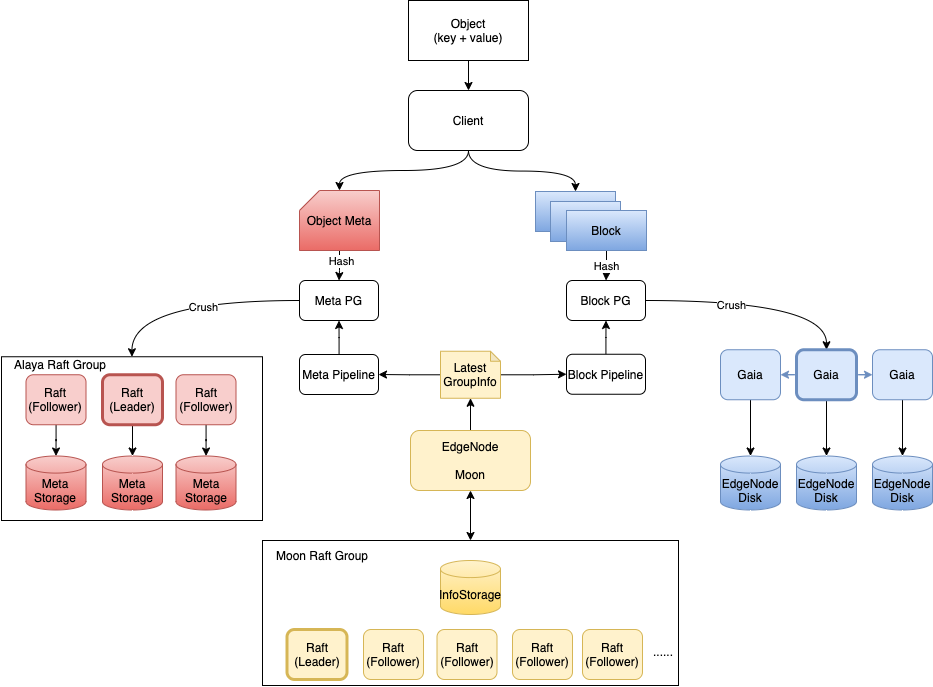 Object
(key + value)
Client
Object Meta
Block
Hash
Hash
Meta PG
Block PG
Crush
Crush
Alaya Raft Group
Raft
(Follower)
Raft
(Leader)
Raft
(Follower)
Meta
Storage
Meta
Storage
Meta
Storage
Meta Pipeline
Latest
GroupInfo
Block Pipeline
Gaia
Gaia
Gaia
EdgeNode
Disk
EdgeNode
Disk
EdgeNode
Disk
EdgeNode
Moon
Moon Raft Group
InfoStorage
Raft
(Leader)
Raft
(Follower)
Raft
(Follower)
Raft
(Follower)
Raft
(Follower)
......